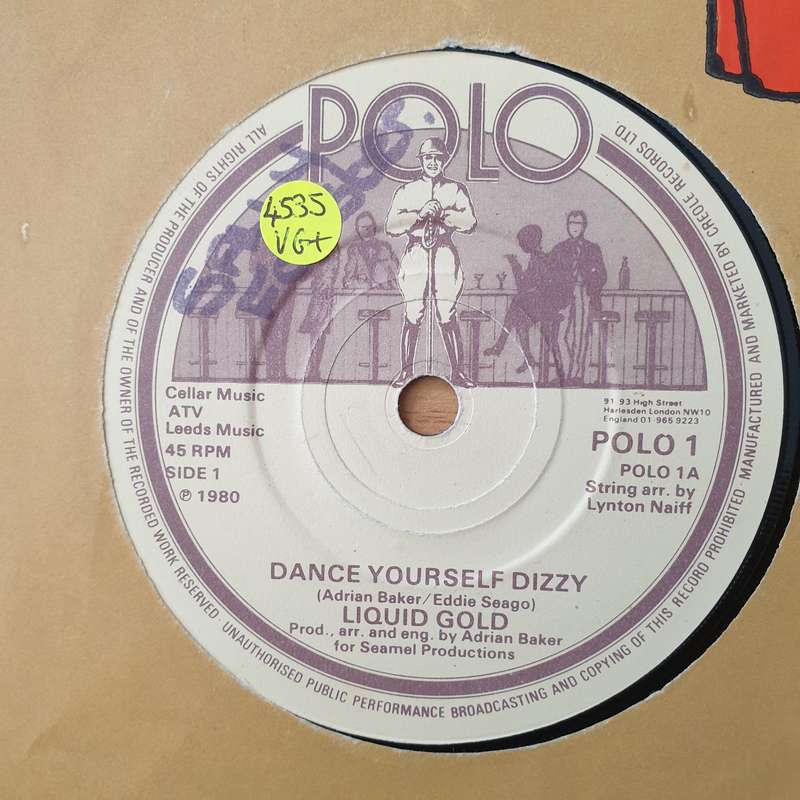 POLO
4535
VG+
Cellar Music
ATV
Leeds Music
45 RPM
SIDE 1
℗ 1980
91 93 High Street
Harlesden London NW10
England 01-965 9223
POLO 1
POLO 1A
String arr. by
Lynton Naiff
DANCE YOURSELF DIZZY
(Adrian Baker/Eddie Seago)
LIQUID GOLD
Prod., arr. and eng. by Adrian Baker
for Seamel Productions
ALL RIGHTS OF THE PRODUCER AND OF THE OWNER OF THE RECORDED WORK RESERVED · UNAUTHORISED PUBLIC PERFORMANCE BROADCASTING AND COPYING OF THIS RECORD PROHIBITED · MANUFACTURED AND MARKETED BY CREOLE RECORDS LTD.